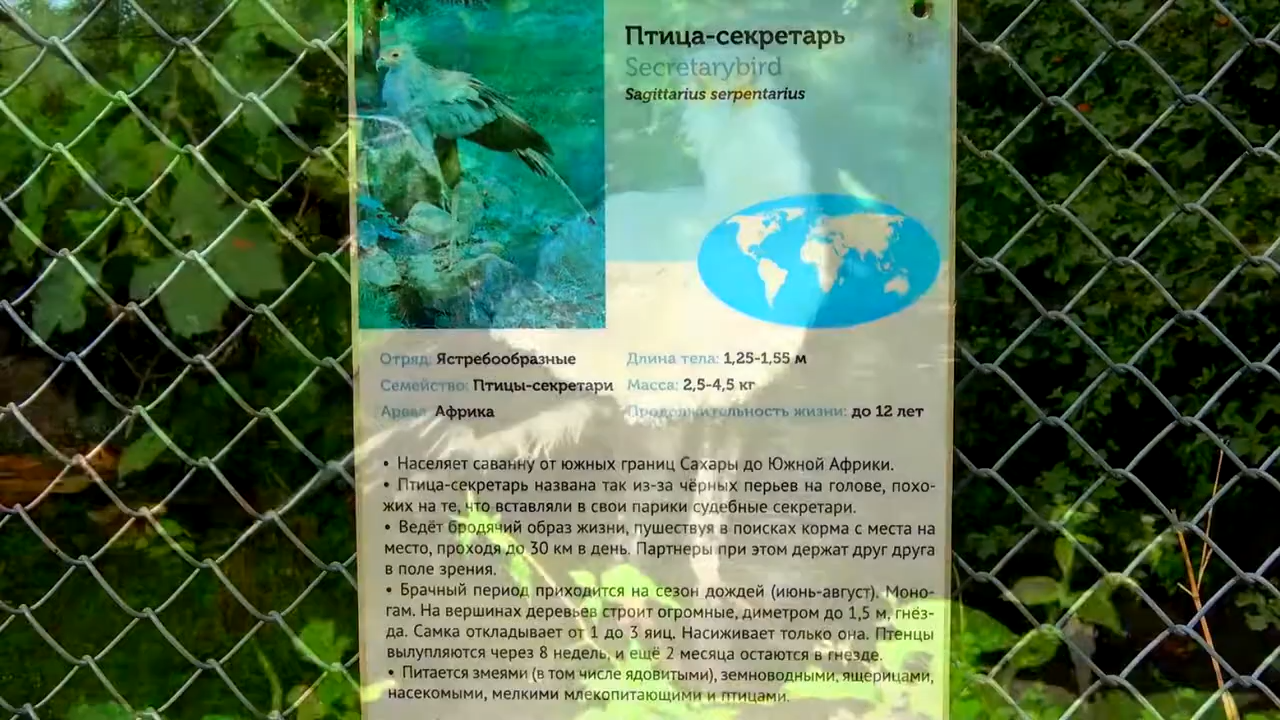 Птица-секретарь
Secretarybird
Sagittarius serpentarius
Отряд: Ястребообразные
Семейство: Птицы-секретари
Ареал: Африка
Длина тела: 1,25-1,55 м
Масса: 2,5-4,5 кг
Продолжительность жизни: до 12 лет
• Населяет саванну от южных границ Сахары до Южной Африки.
• Птица-секретарь названа так из-за чёрных перьев на голове, похо-
жих на те, что вставляли в свои парики судебные секретари.
• Ведёт бродячий образ жизни, пушествуя в поисках корма с места на
место, проходя до 30 км в день. Партнеры при этом держат друг друга
в поле зрения.
• Брачный период приходится на сезон дождей (июнь-август). Моно-
гам. На вершинах деревьев строит огромные, диметром до 1,5 м, гнёз-
да. Самка откладывает от 1 до 3 яиц. Насиживает только она. Птенцы
вылупляются через 8 недель, и ещё 2 месяца остаются в гнезде.
• Питается змеями (в том числе ядовитыми), земноводными, ящерицами,
насекомыми, мелкими млекопитающими и птицами.